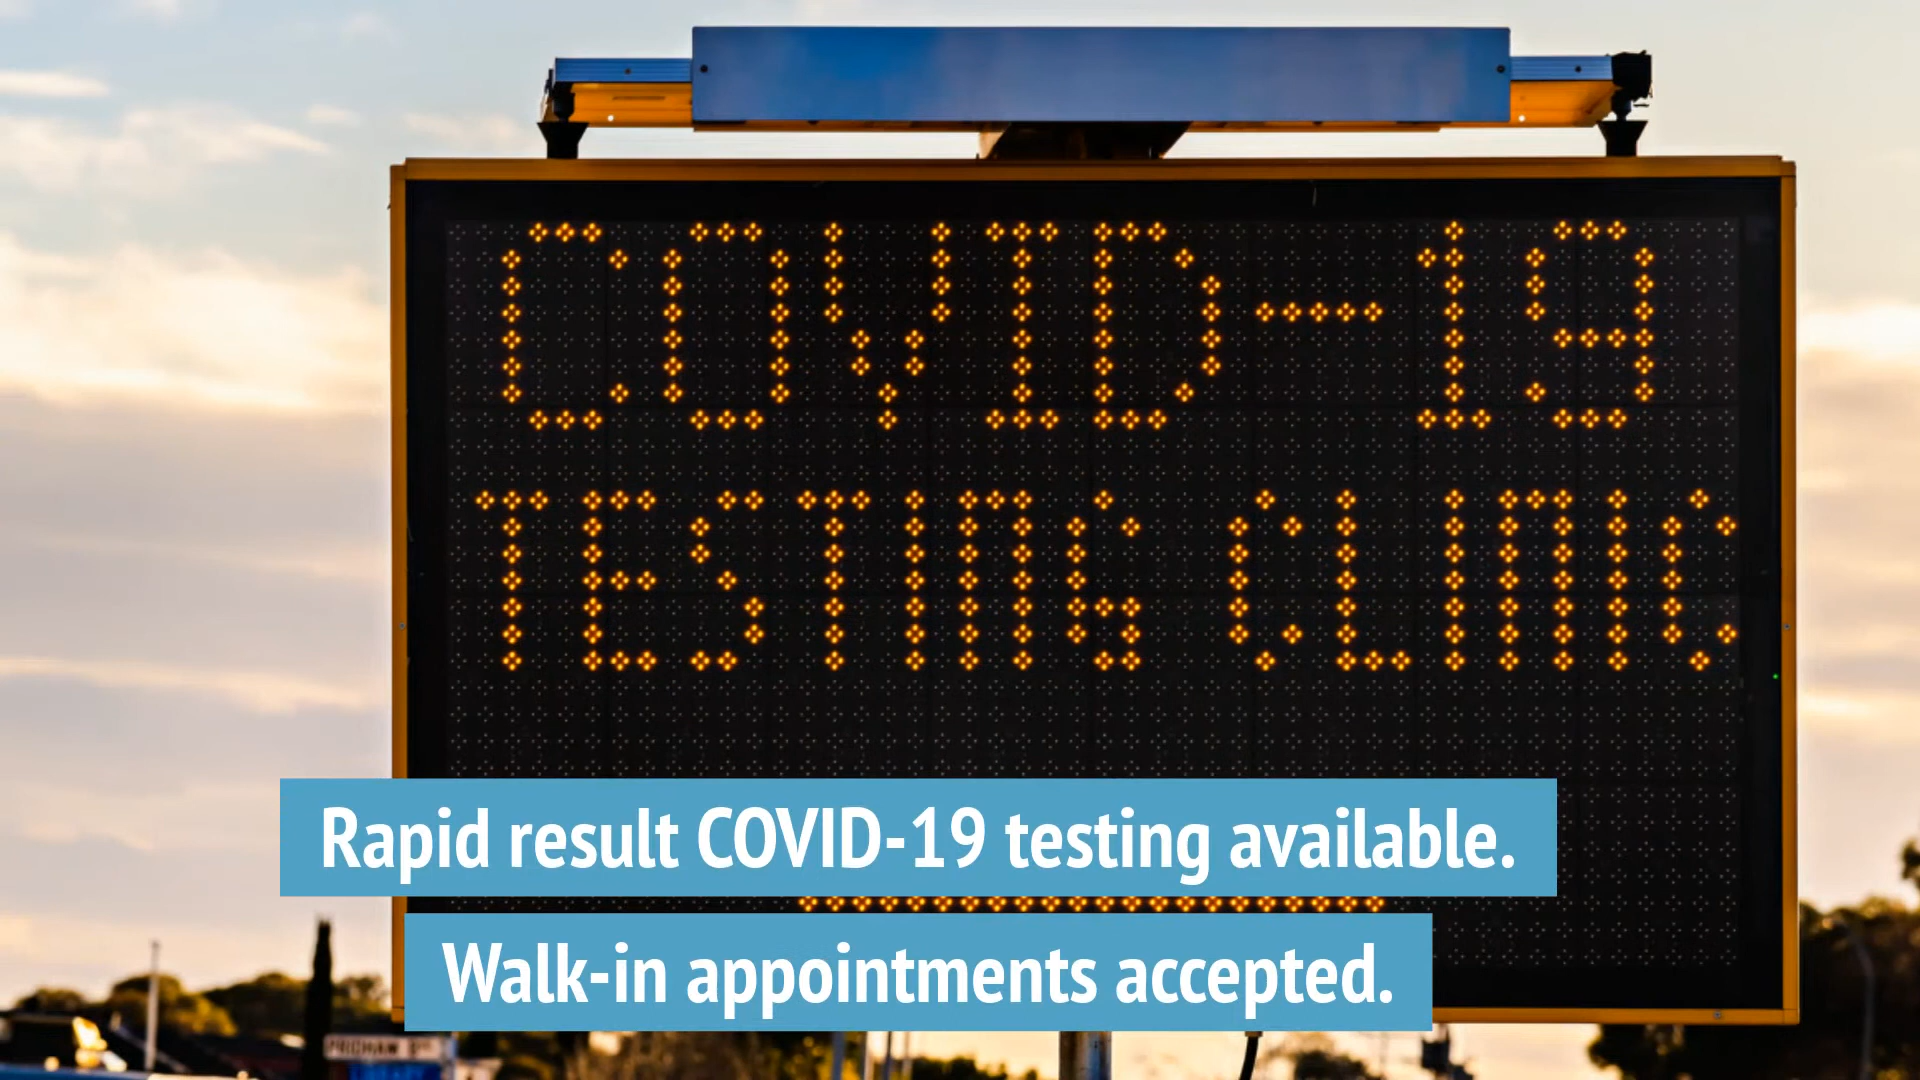 COVID-19
TESTING CLINIC
Rapid result COVID-19 testing available.
Walk-in appointments accepted.